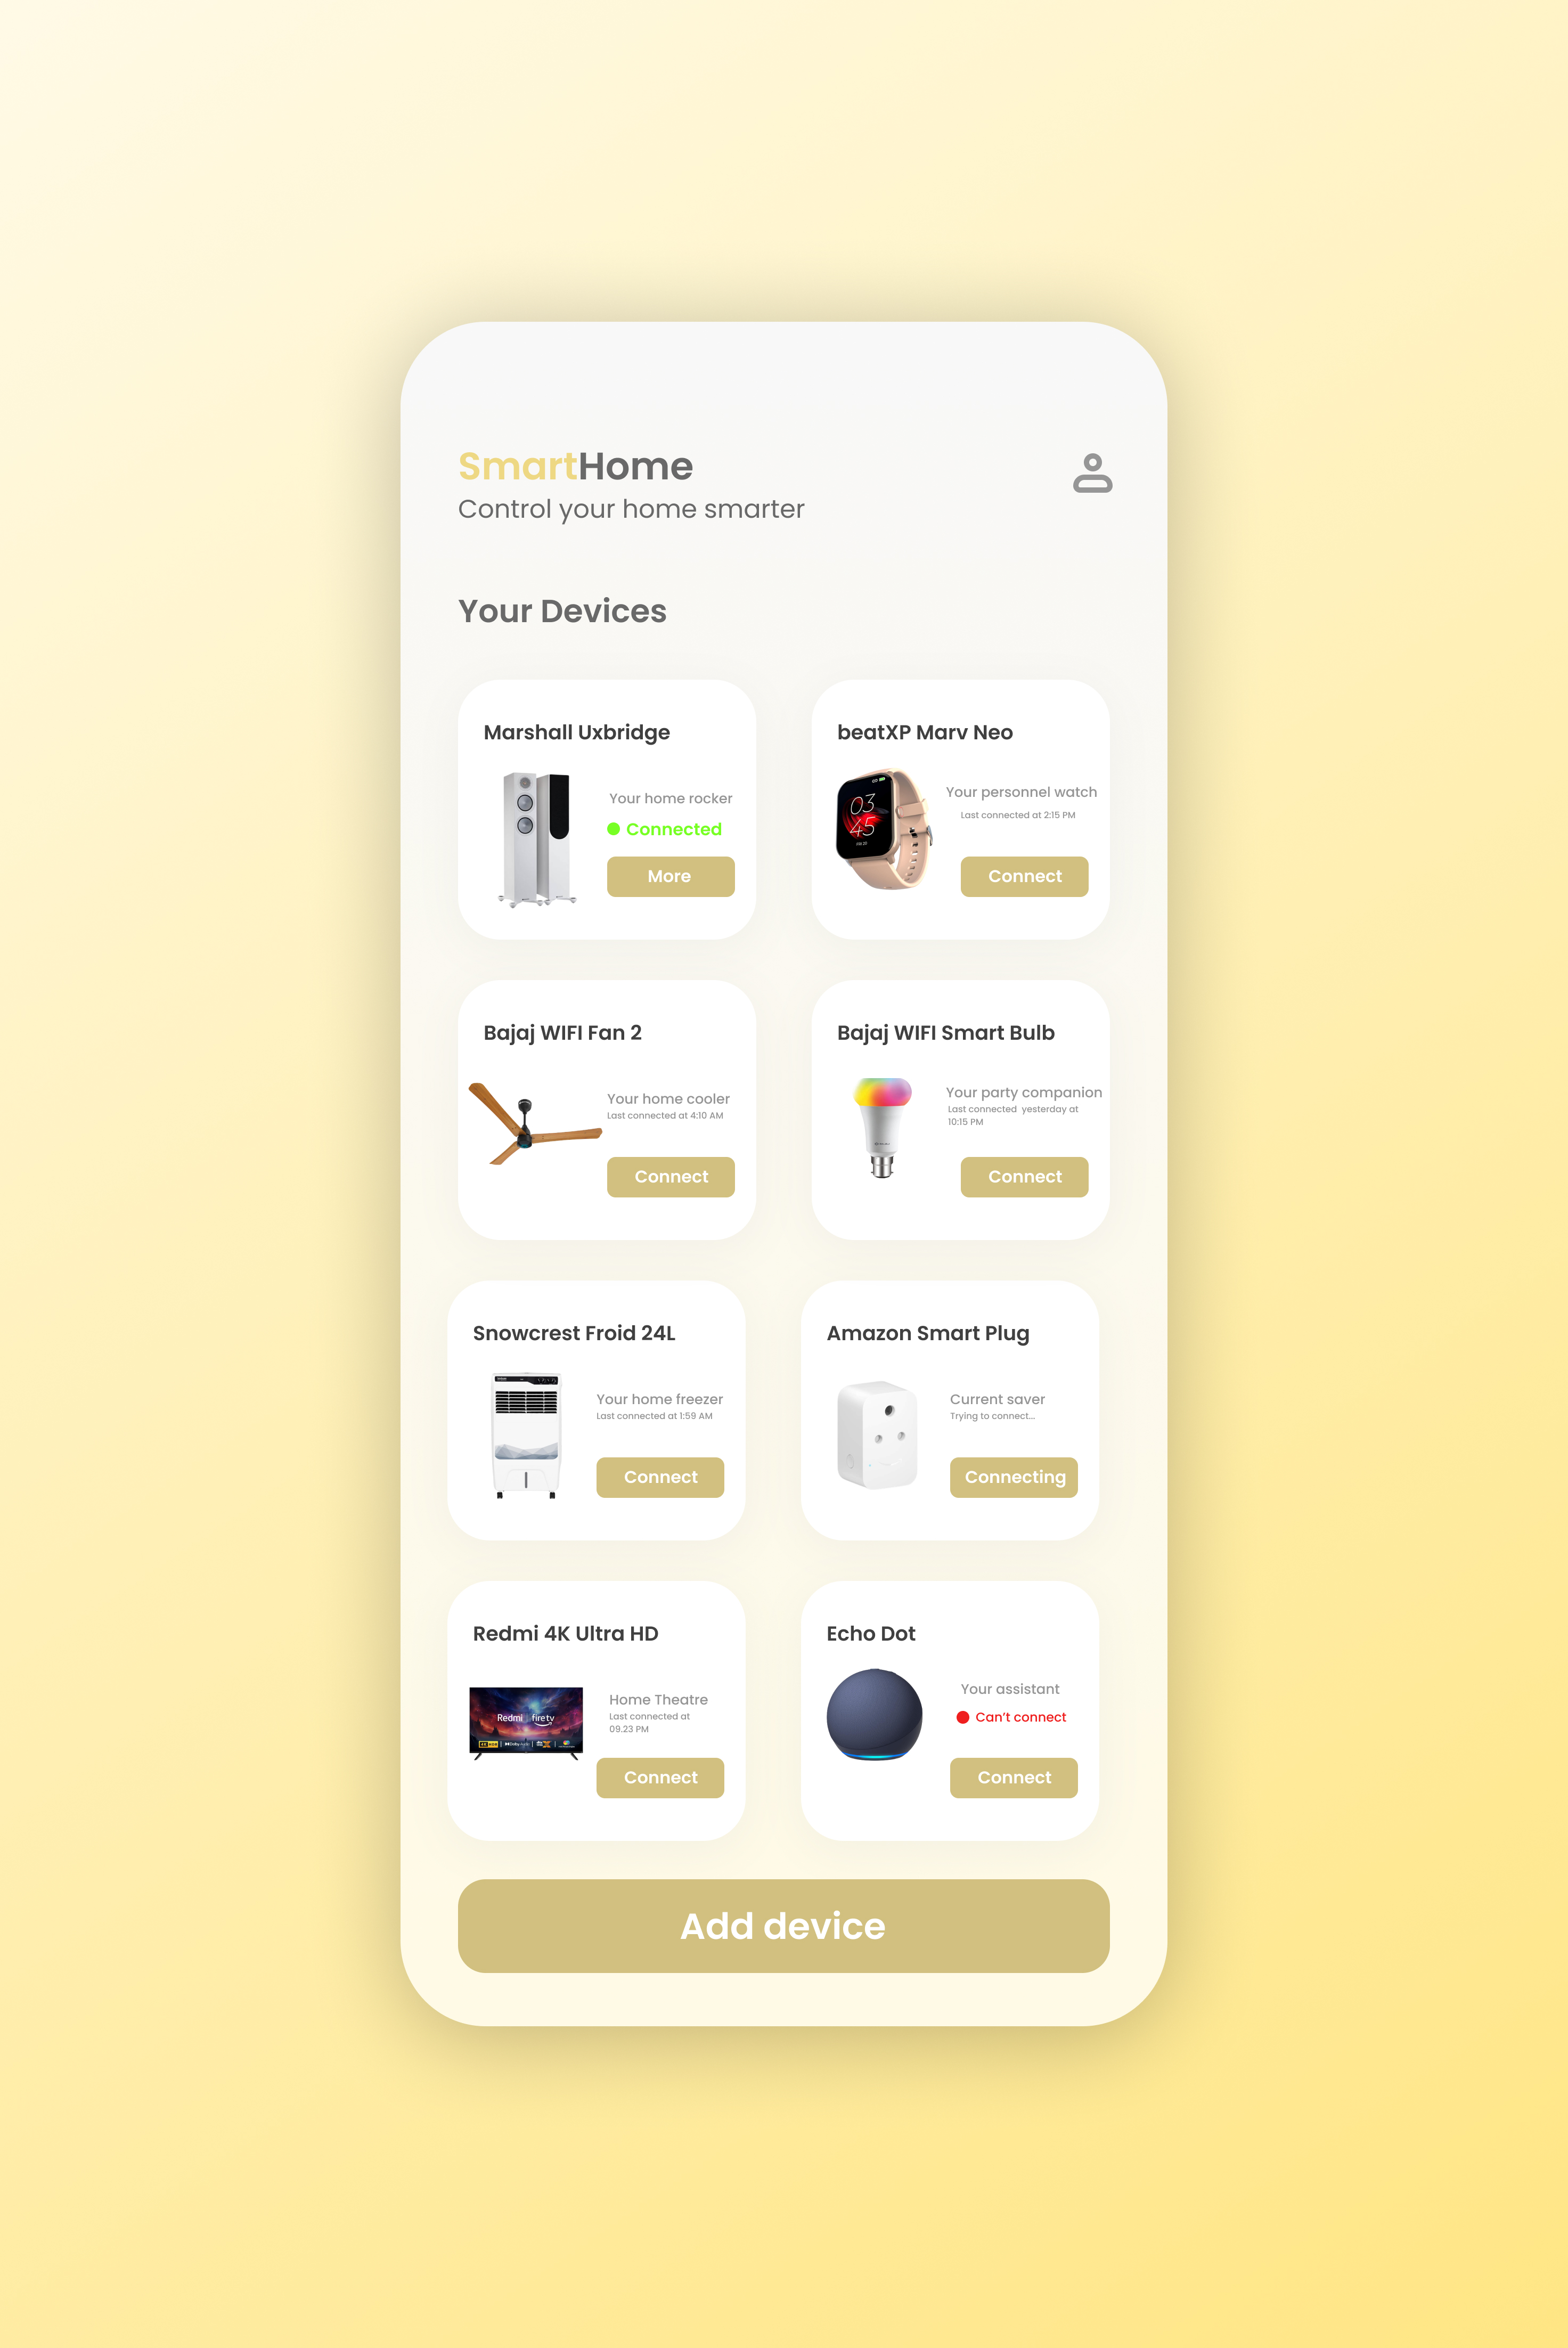 SmartHome
Control your home smarter
Your Devices
Marshall Uxbridge
Your home rocker
Connected
More
beatXP Marv Neo
03
45
Your personnel watch
Last connected at 2:15 PM
Connect
Bajaj WIFI Fan 2
Your home cooler
Last connected at 4:10 AM
Connect
Bajaj WIFI Smart Bulb
Your party companion
Last connected yesterday at
10:15 PM
Connect
Snowcrest Froid 24L
Your home freezer
Last connected at 1:59 AM
Connect
Amazon Smart Plug
Current saver
Trying to connect...
Connecting
Redmi 4K Ultra HD
Redmi firetv
Home Theatre
Last connected at
09.23 PM
Connect
Echo Dot
Your assistant
Can't connect
Connect
Add device